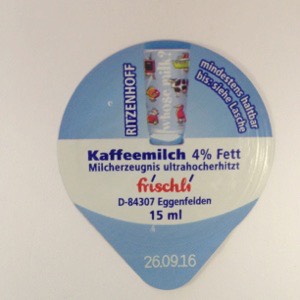 RITZENHOFF
mindestens haltbar
bis: siehe Lasche
Kaffeemilch 4% Fett
Milcherzeugnis ultrahocherhitzt
frischli
D-84307 Eggenfelden
15 ml
26.09.16